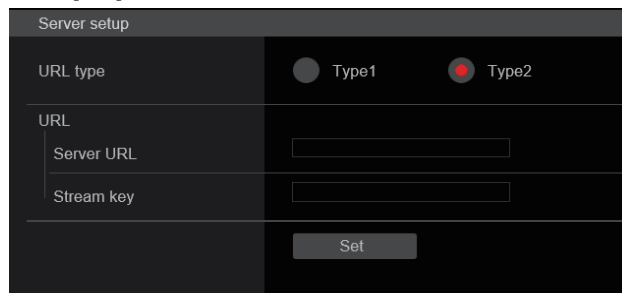 Server setup
URL type Type1 Type2
URL
Server URL
Stream key
Set